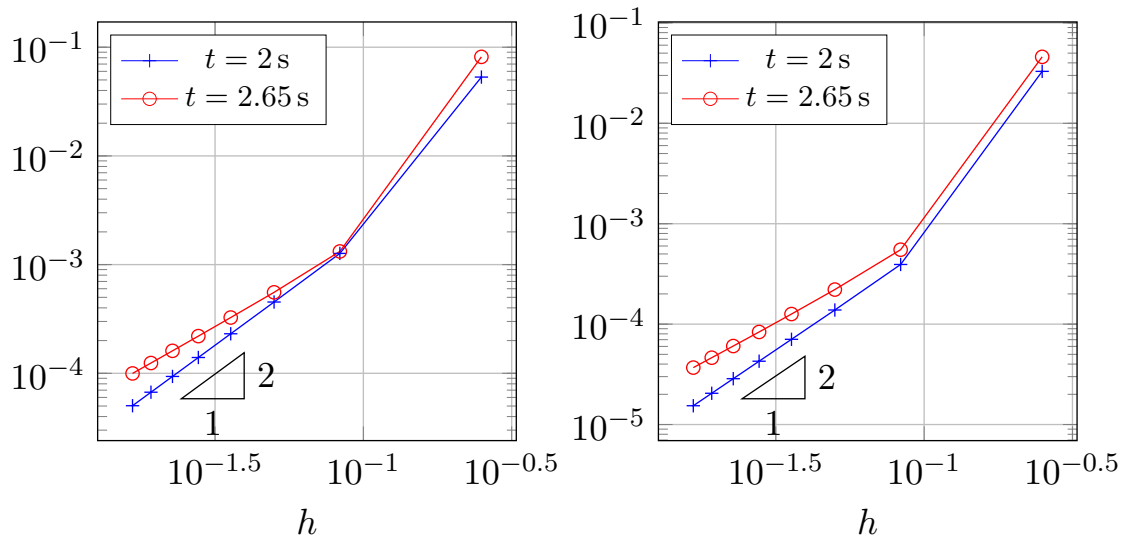 10^{-1}
10^{-2}
10^{-3}
10^{-4}
t = 2 s
t = 2.65 s
2
1
10^{-1.5} 10^{-1} 10^{-0.5}
h
10^{-1}
10^{-2}
10^{-3}
10^{-4}
10^{-5}
t = 2 s
t = 2.65 s
2
1
10^{-1.5} 10^{-1} 10^{-0.5}
h